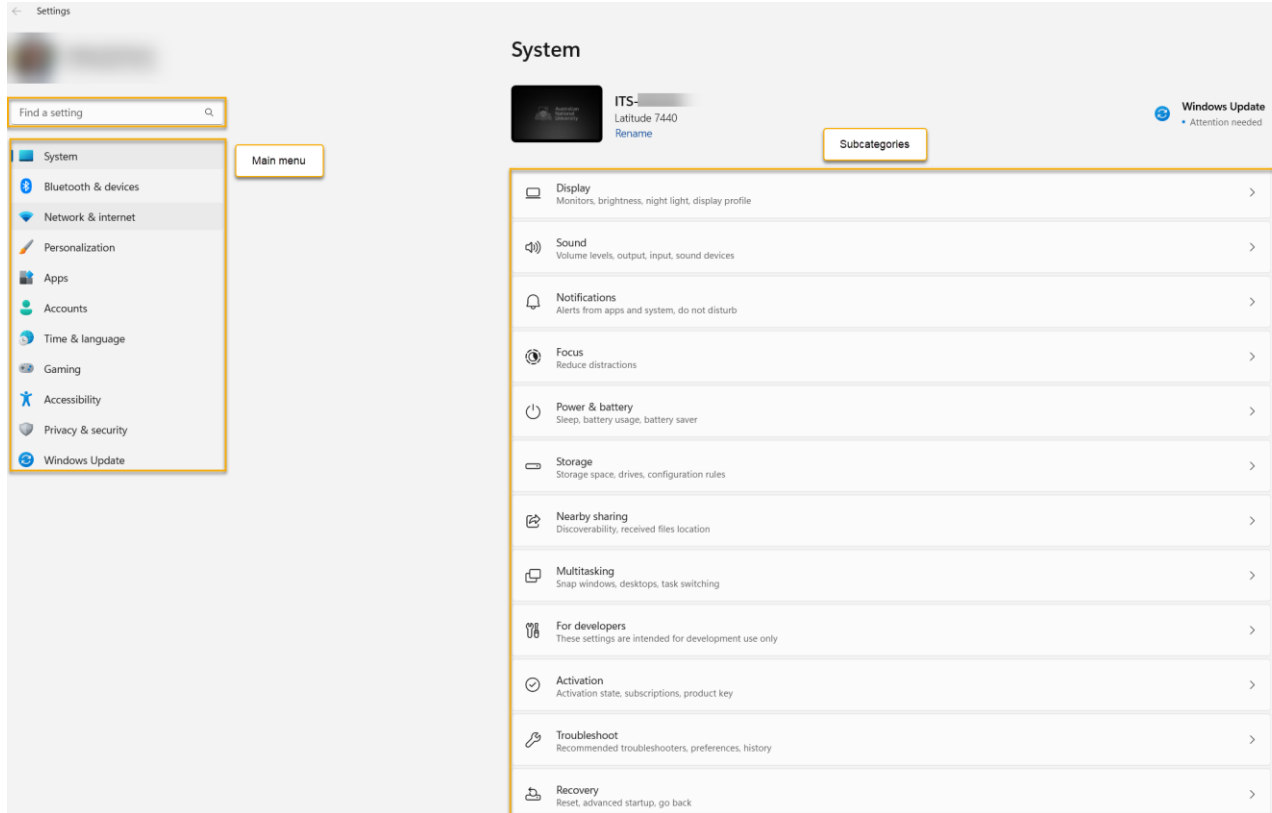 Settings
Find a setting
System
Bluetooth & devices
Network & internet
Personalization
Apps
Accounts
Time & language
Gaming
Accessibility
Privacy & security
Windows Update
Main menu
System
Australian
National
University
ITS-
Latitude 7440
Rename
Windows Update
• Attention needed
Subcategories
Display
Monitors, brightness, night light, display profile
Sound
Volume levels, output, input, sound devices
Notifications
Alerts from apps and system, do not disturb
Focus
Reduce distractions
Power & battery
Sleep, battery usage, battery saver
Storage
Storage space, drives, configuration rules
Nearby sharing
Discoverability, received files location
Multitasking
Snap windows, desktops, task switching
For developers
These settings are intended for development use only
Activation
Activation state, subscriptions, product key
Troubleshoot
Recommended troubleshooters, preferences, history
Recovery
Reset, advanced startup, go back